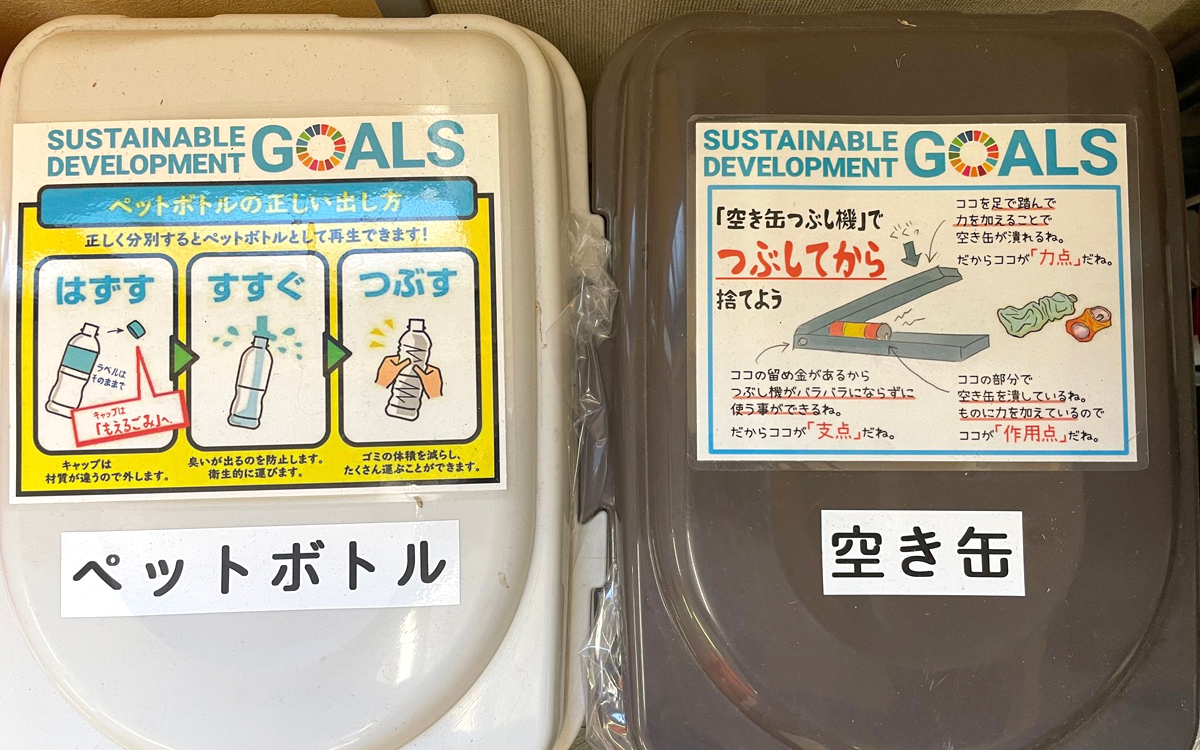 SUSTAINABLE
DEVELOPMENT
GOALS
ペットボトルの正しい出し方
正しく分別するとペットボトルとして再生できます!
はずす
ラベルは
そのままで
キャップは
「もえるごみ」へ
キャップは
材質が違うので外します。
すすぐ
臭いが出るのを防止します。
衛生的に運びます。
つぶす
ゴミの体積を減らし、
たくさん運ぶことができます。
ペットボトル
SUSTAINABLE
DEVELOPMENT
GOALS
「空き缶つぶし機」で
つぶしてから
捨てよう
ココを足で踏んで
力を加えることで
空き缶が潰れるね。
だからココが「力点」だね。
ぐぐっ
ココの留め金があるから
つぶし機がバラバラにならずに
使う事ができるね。
だからココが「支点」だね。
ココの部分で
空き缶を潰しているね。
ものに力を加えているので
ココが「作用点」だね。
空き缶